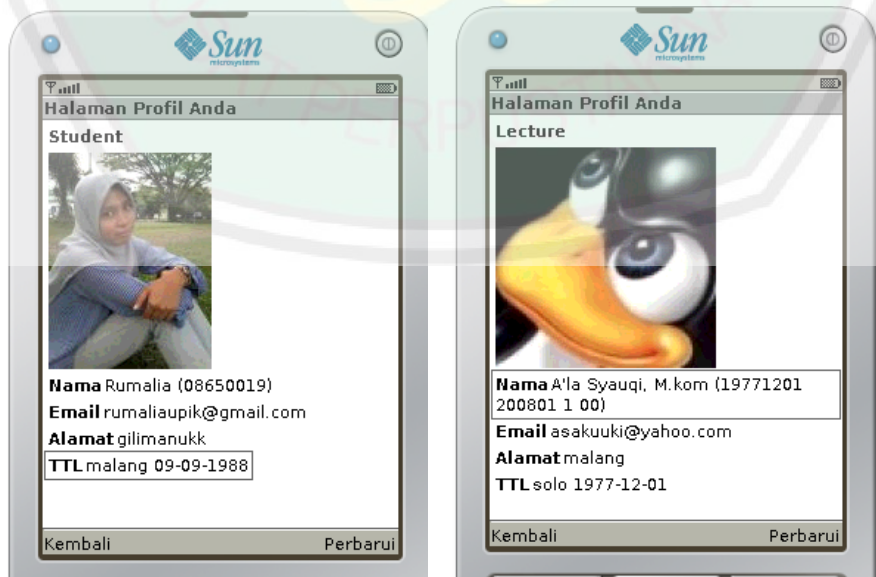 Sun
microsystems
Halaman Profil Anda
Student
Nama Rumalia (08650019)
Email rumaliaupik@gmail.com
Alamat gilimanukk
TTL malang 09-09-1988
Kembali Perbarui
Sun
microsystems
Halaman Profil Anda
Lecture
Nama A'la Syauqi, M.kom (19771201
200801 1 00)
Email asakuuki@yahoo.com
Alamat malang
TTL solo 1977-12-01
Kembali Perbarui